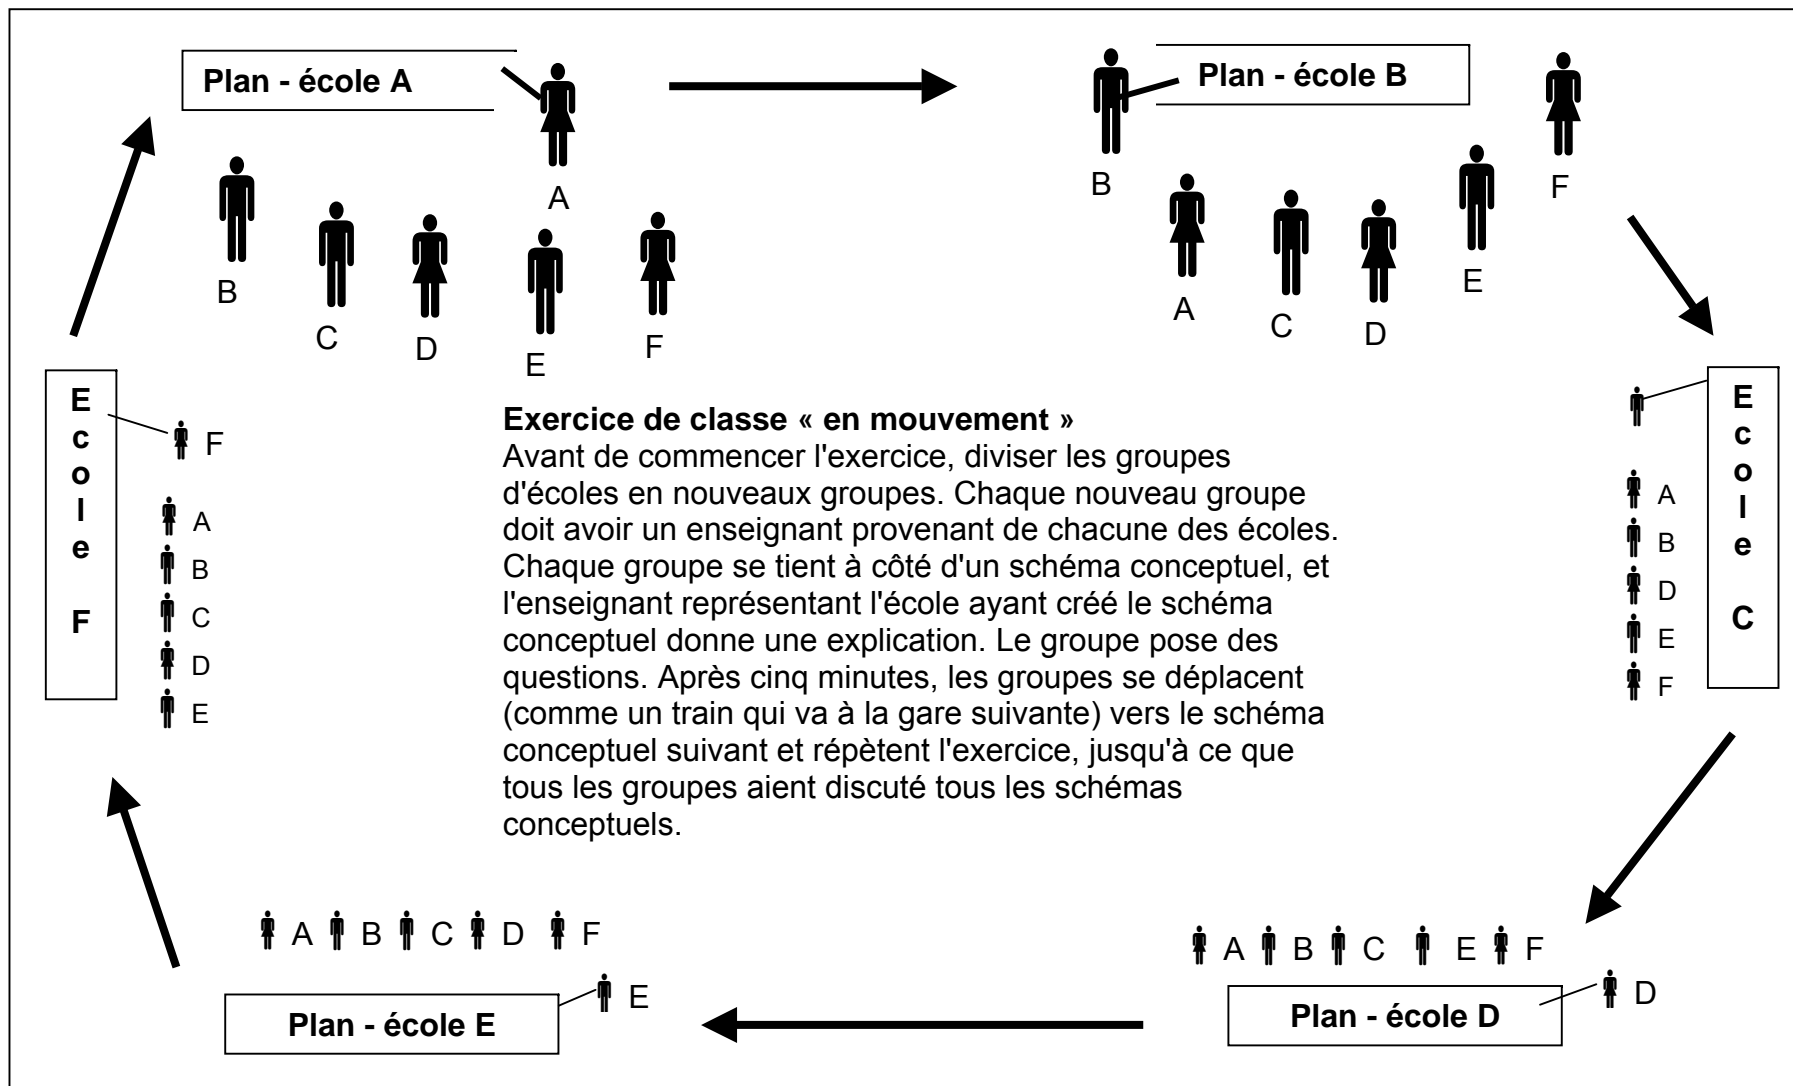 Plan - école A
A
B
C
D
E
F
Plan - école B
B
A
C
D
E
F
Ecole C
A
B
D
E
F
Plan - école D
A B C E F
D
Plan - école E
A B C D F
E
Ecole F
F
A
B
C
D
E
Exercice de classe « en mouvement »
Avant de commencer l'exercice, diviser les groupes
d'écoles en nouveaux groupes. Chaque nouveau groupe
doit avoir un enseignant provenant de chacune des écoles.
Chaque groupe se tient à côté d'un schéma conceptuel, et
l'enseignant représentant l'école ayant créé le schéma
conceptuel donne une explication. Le groupe pose des
questions. Après cinq minutes, les groupes se déplacent
(comme un train qui va à la gare suivante) vers le schéma
conceptuel suivant et répètent l'exercice, jusqu'à ce que
tous les groupes aient discuté tous les schémas
conceptuels.